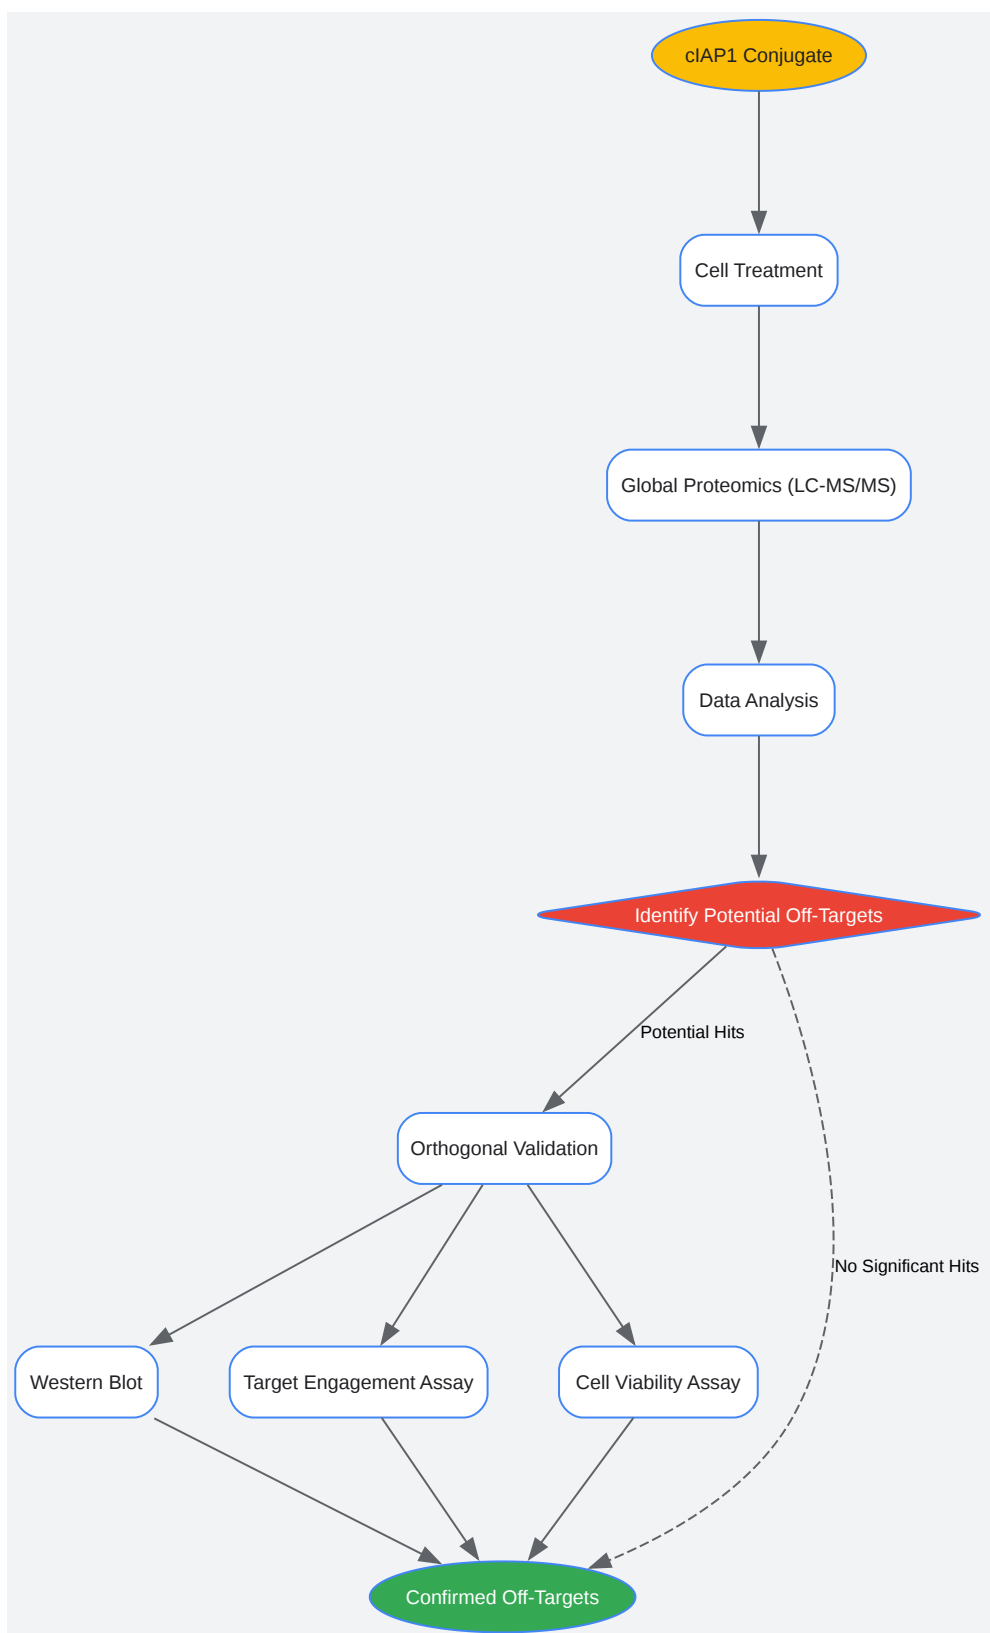 cIAP1 Conjugate
Cell Treatment
Global Proteomics (LC-MS/MS)
Data Analysis
Identify Potential Off-Targets
Potential Hits
Orthogonal Validation
No Significant Hits
Western Blot
Target Engagement Assay
Cell Viability Assay
Confirmed Off-Targets